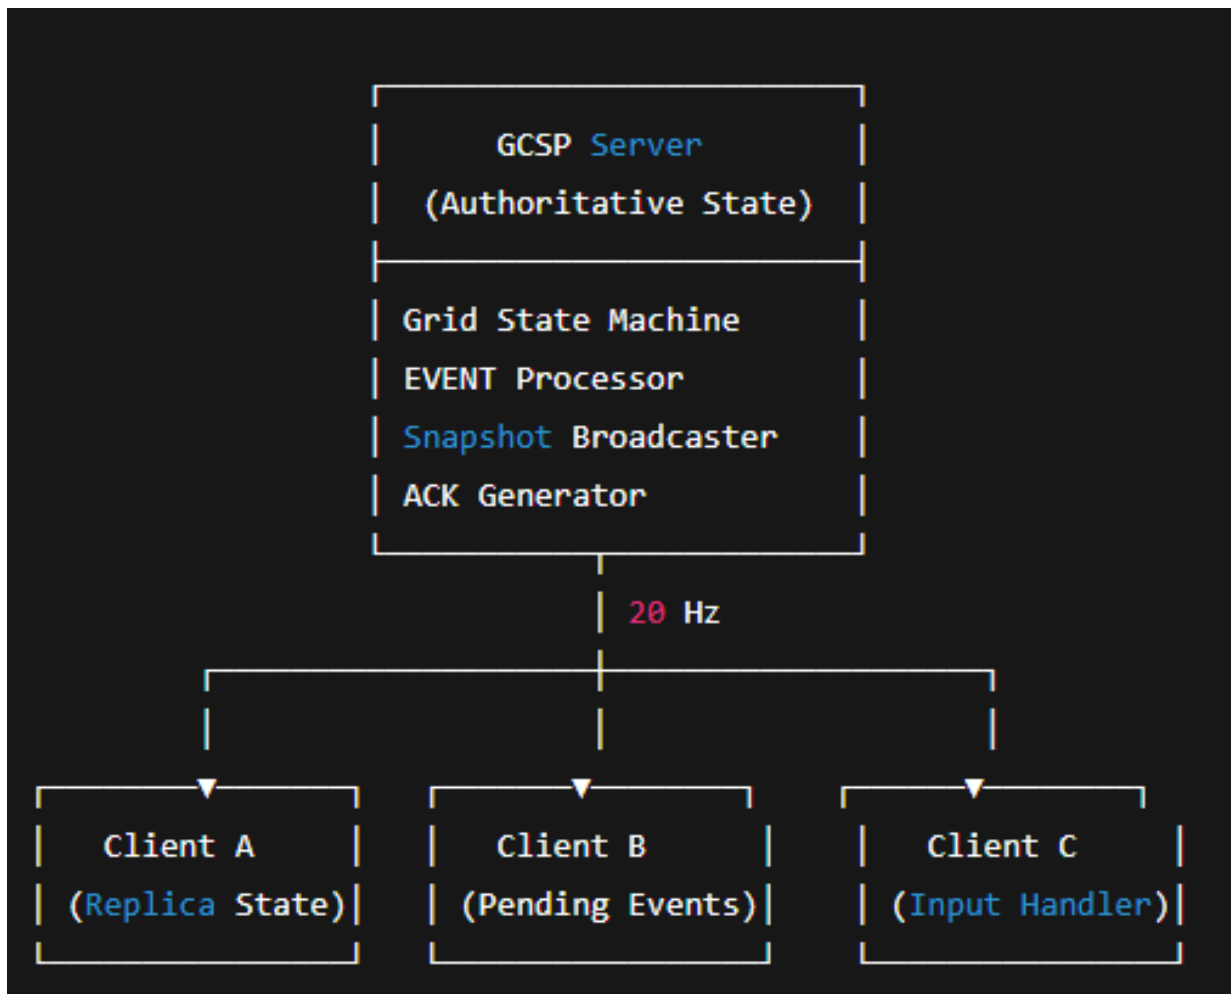 GCSP Server
(Authoritative State)
Grid State Machine
EVENT Processor
Snapshot Broadcaster
ACK Generator
20 Hz
Client A
(Replica State)
Client B
(Pending Events)
Client C
(Input Handler)